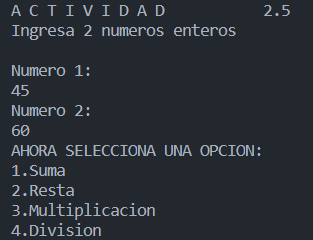 A C T I V I D A D 2.5
Ingresa 2 numeros enteros
Numero 1:
45
Numero 2:
60
AHORA SELECCIONA UNA OPCION:
1.Suma
2.Resta
3.Multiplicacion
4.Division